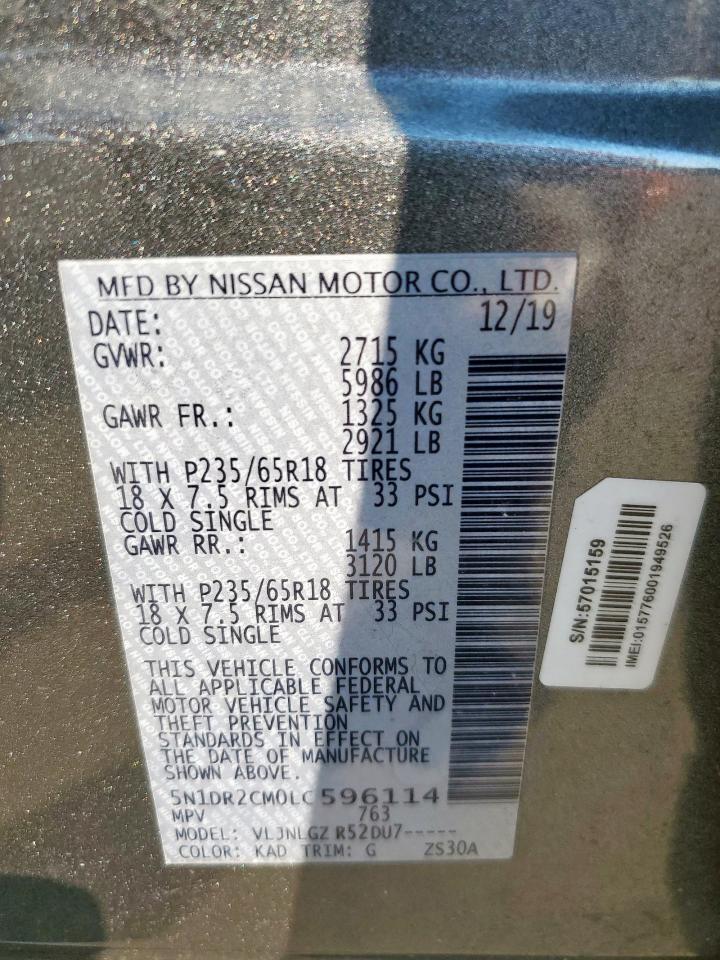 MFD BY NISSAN MOTOR CO., LTD.
DATE: 12/19
GVWR: 2715 KG
5986 LB
GAWR FR.: 1325 KG
2921 LB
WITH P235/65R18 TIRES
18 X 7.5 RIMS AT 33 PSI
COLD SINGLE
GAWR RR.: 1415 KG
3120 LB
WITH P235/65R18 TIRES
18 X 7.5 RIMS AT 33 PSI
COLD SINGLE
THIS VEHICLE CONFORMS TO
ALL APPLICABLE FEDERAL
MOTOR VEHICLE SAFETY AND
THEFT PREVENTION
STANDARDS IN EFFECT ON
THE DATE OF MANUFACTURE
SHOWN ABOVE.
5N1DR2CM0LC596114
MPV 763
MODEL: VLJNLGZ R52DU7-----
COLOR: KAD TRIM: G ZS30A
S/N:57015159
IMEI:015776001949526